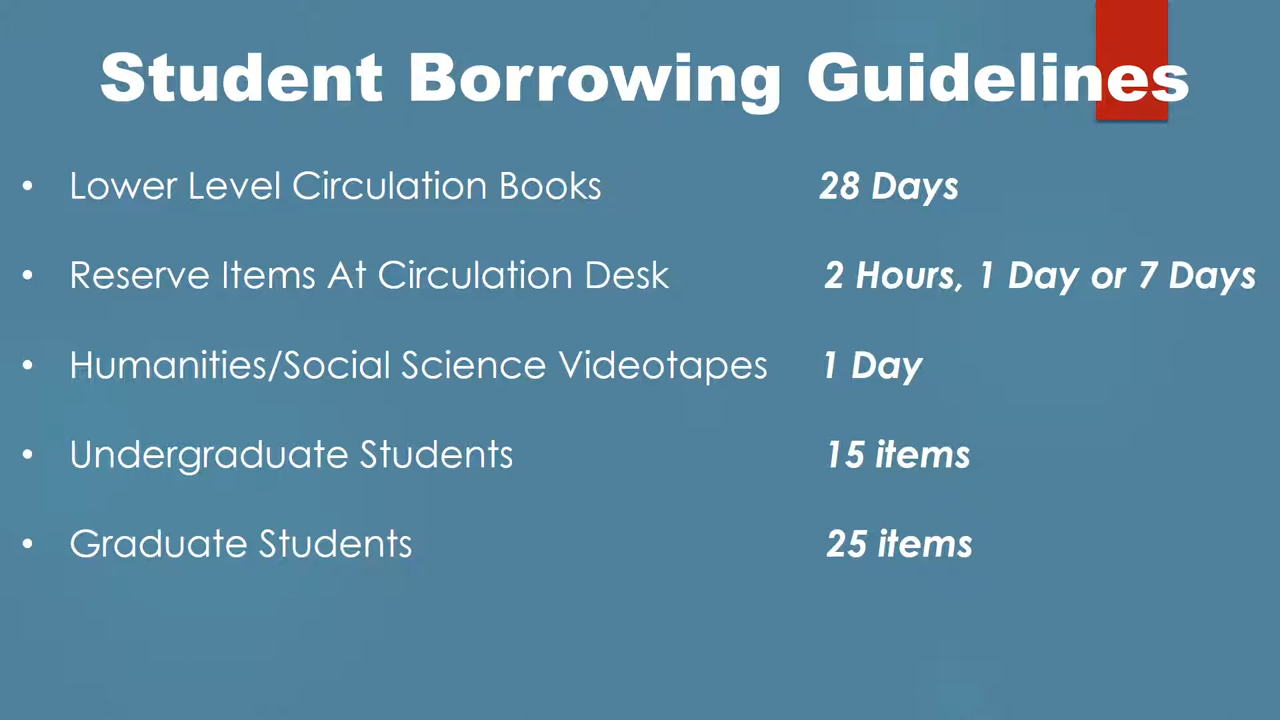 Student Borrowing Guidelines
• Lower Level Circulation Books 28 Days
• Reserve Items At Circulation Desk 2 Hours, 1 Day or 7 Days
• Humanities/Social Science Videotapes 1 Day
• Undergraduate Students 15 items
• Graduate Students 25 items